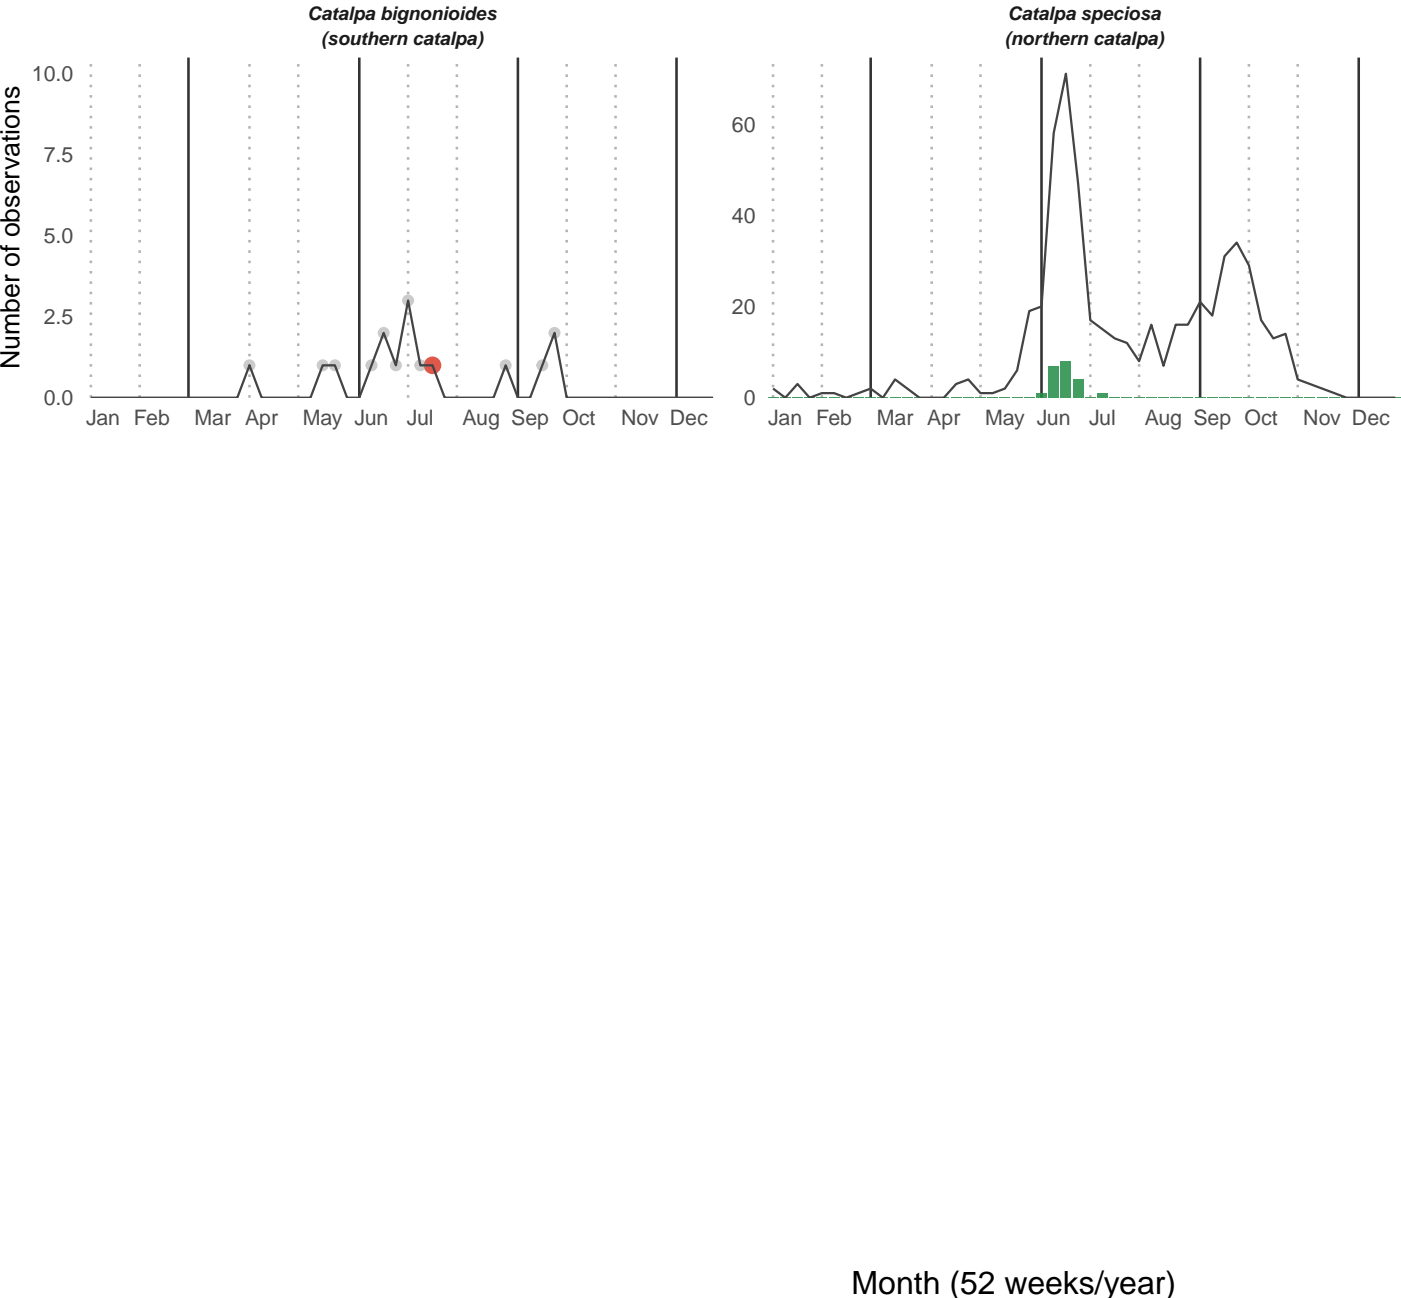 Catalpa bignonioides
(southern catalpa)
Catalpa speciosa
(northern catalpa)
Number of observations
10.0
7.5
5.0
2.5
0.0
Jan Feb Mar Apr May Jun Jul Aug Sep Oct Nov Dec
60
40
20
0
Jan Feb Mar Apr May Jun Jul Aug Sep Oct Nov Dec
Month (52 weeks/year)